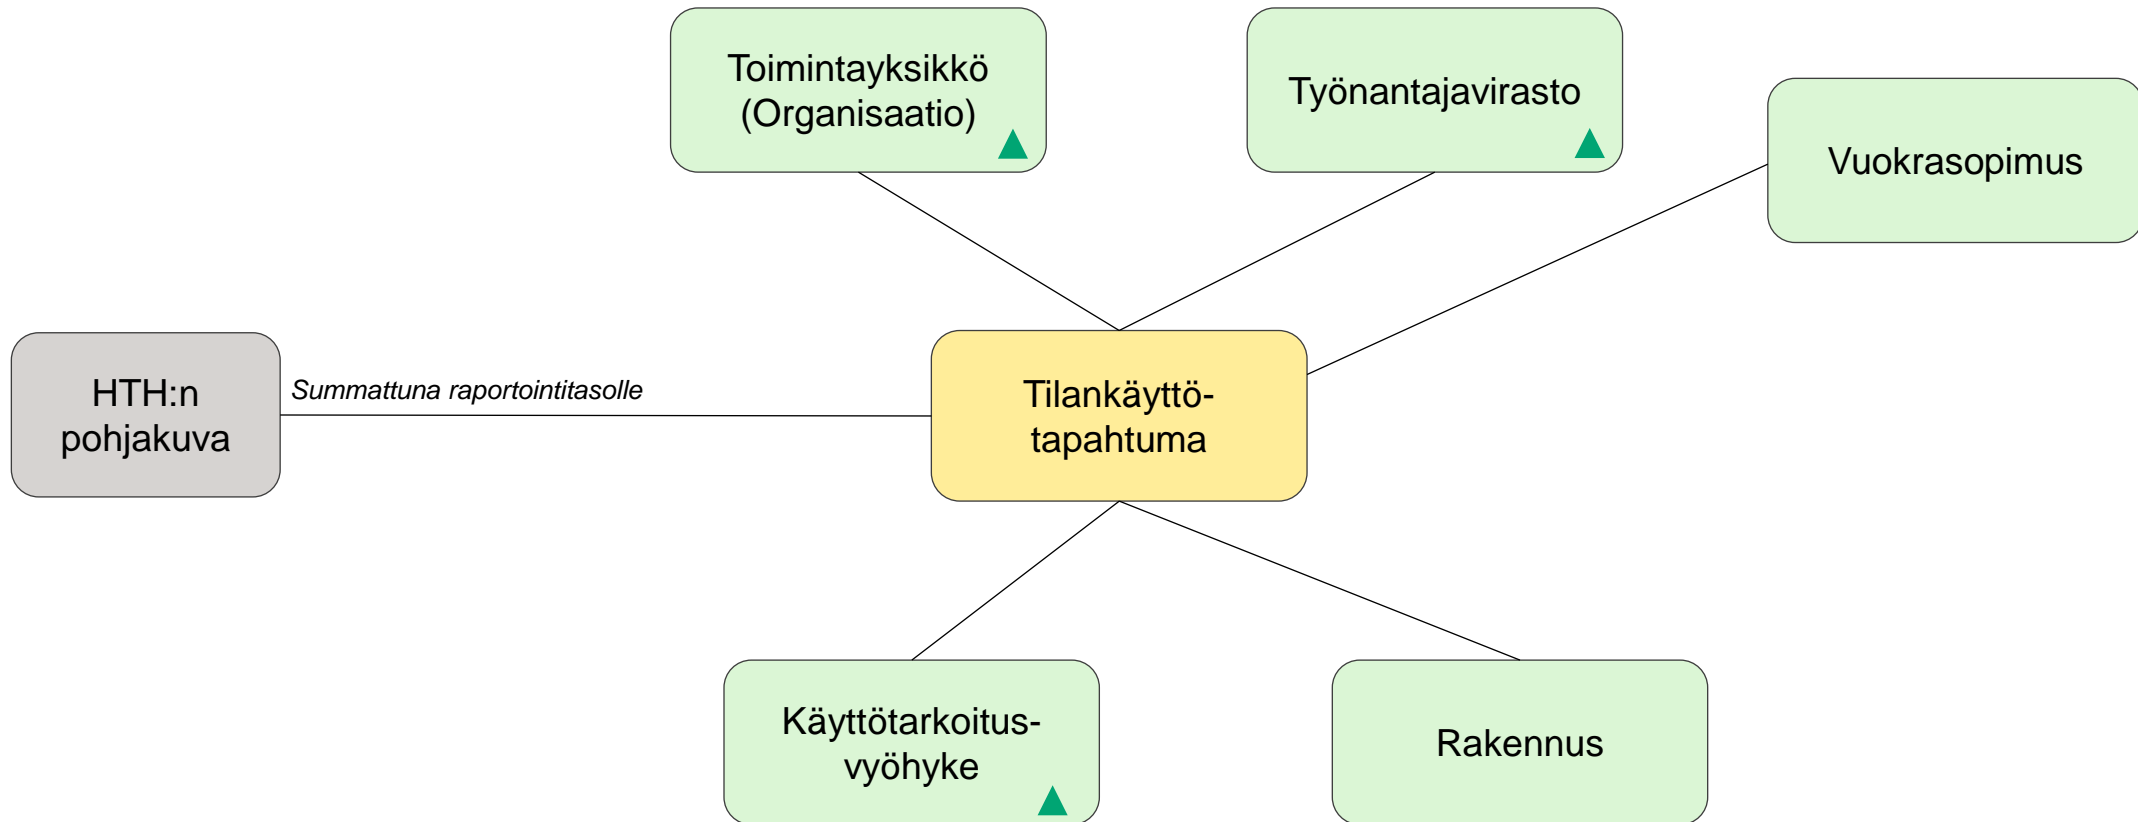 Toimintayksikkö
(Organisaatio)
Työnantajavirasto
Vuokrasopimus
HTH:n
pohjakuva
Summattuna raportointitasolle
Tilankäyttö-
tapahtuma
Käyttötarkoitus-
vyöhyke
Rakennus